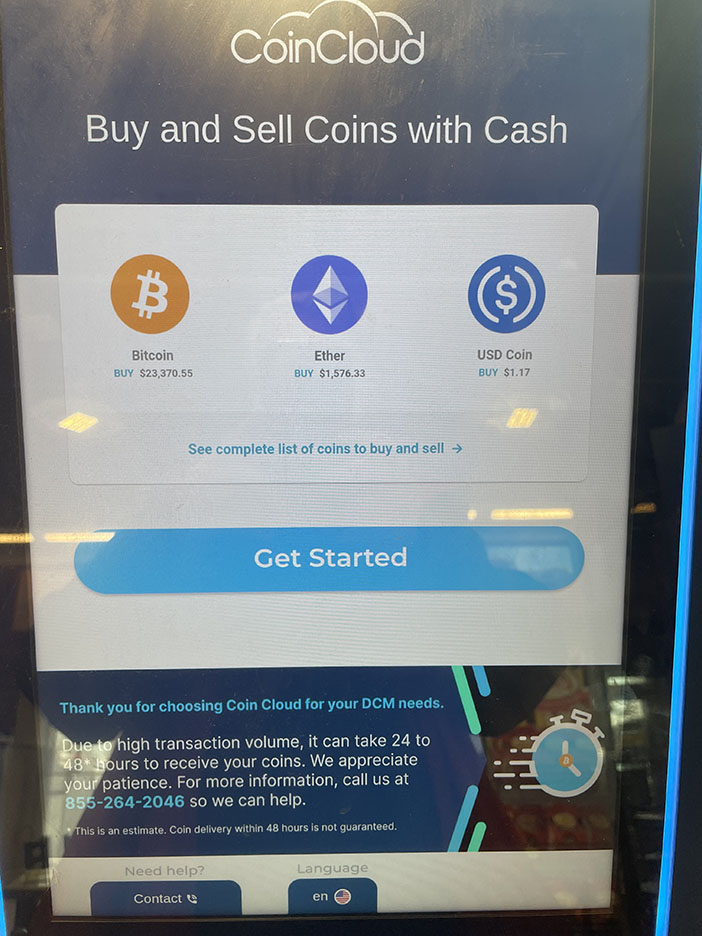 CoinCloud
Buy and Sell Coins with Cash
Bitcoin
BUY $23,370.55
Ether
BUY $1,576.33
USD Coin
BUY $1.17
See complete list of coins to buy and sell →
Get Started
Thank you for choosing Coin Cloud for your DCM needs.
Due to high transaction volume, it can take 24 to
48* hours to receive your coins. We appreciate
your patience. For more information, call us at
855-264-2046 so we can help.
* This is an estimate. Coin delivery within 48 hours is not guaranteed.
Need help?
Contact
Language
en